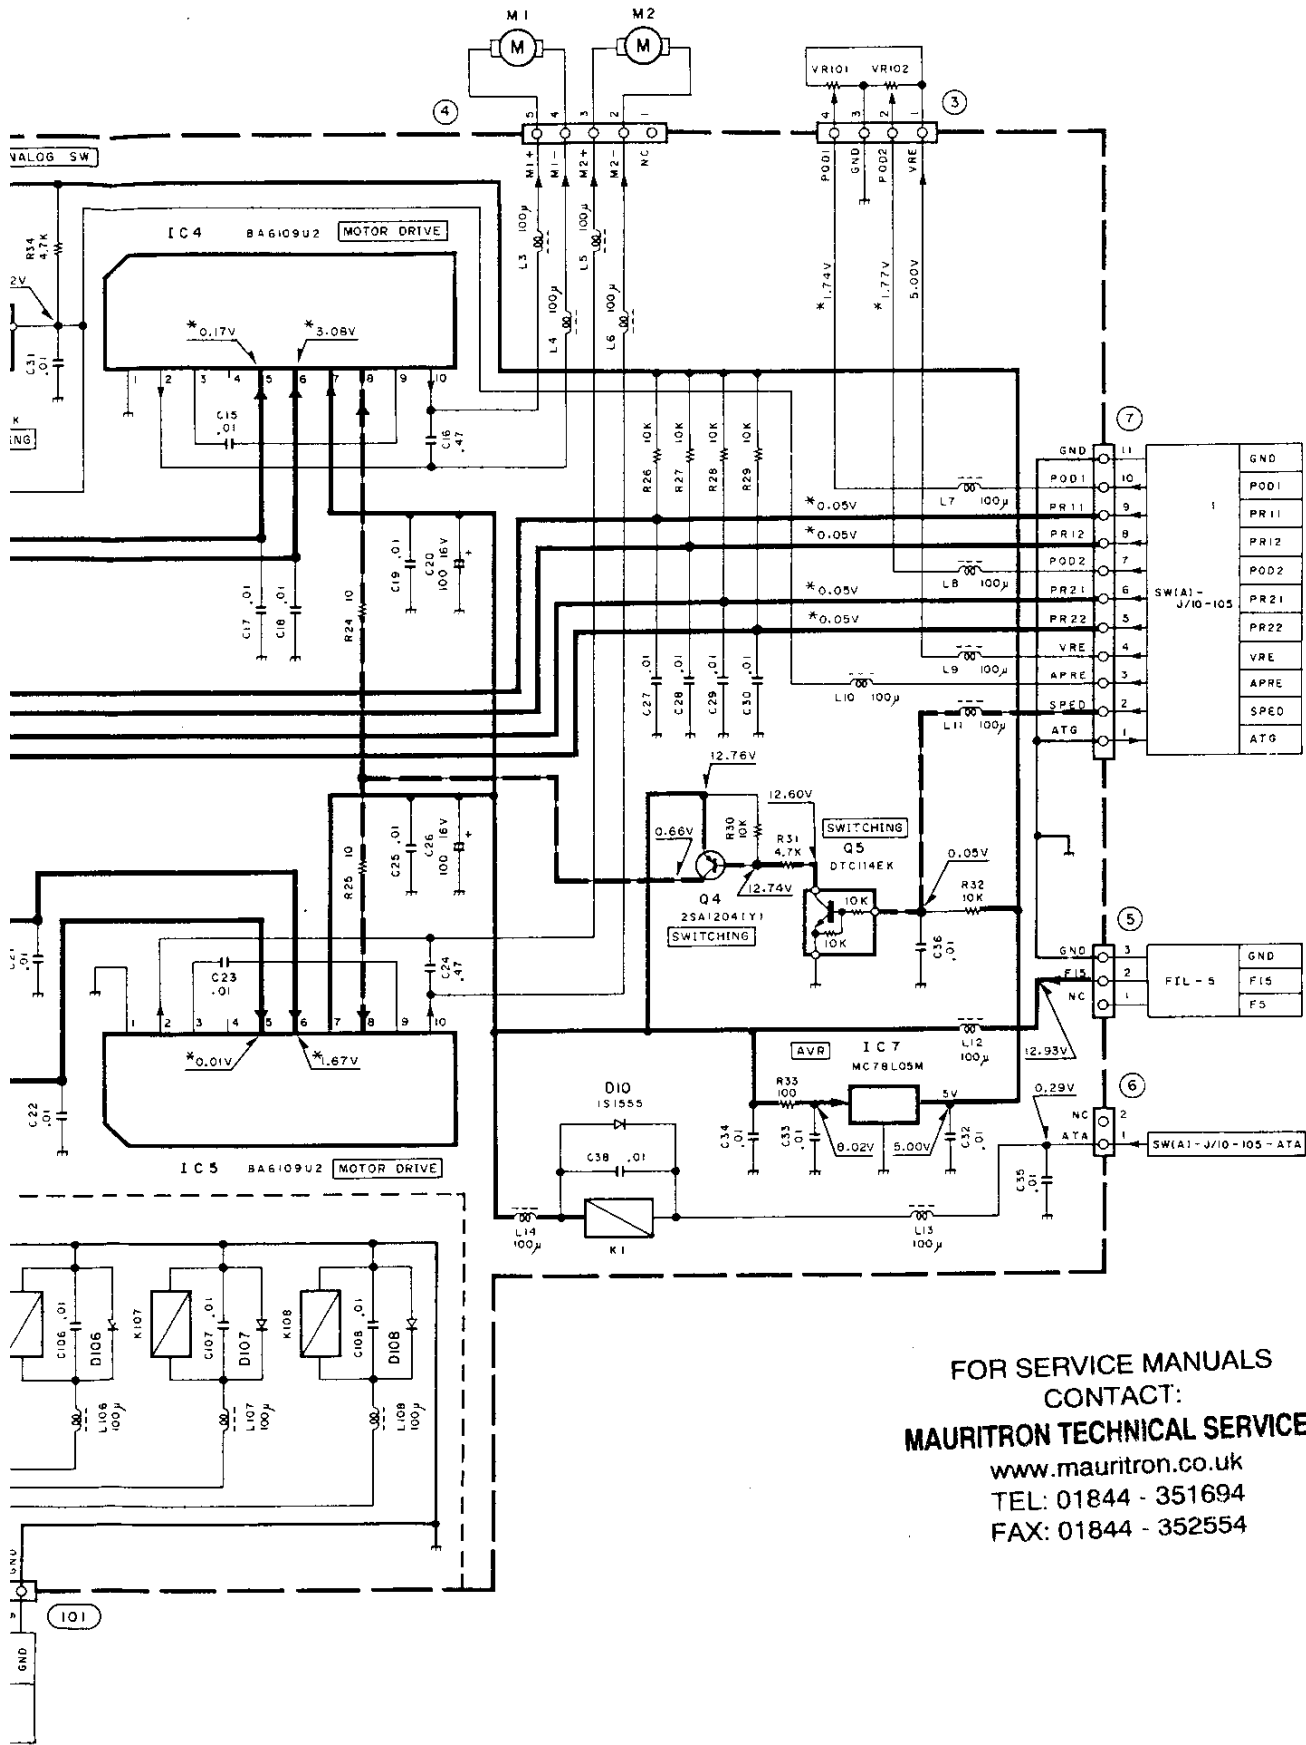 M1
M2
M
M
VR101
VR102
4
3
5
4
3
2
1
4
3
2
1
M1+
M1-
M2+
M2-
NC
POD1
GND
POD2
VRE
NALOG SW
IC4
BA6109U2
MOTOR DRIVE
R34
4.7K
2V
C31
.01
K
ING
*0.17V
*3.08V
1
2
3
4
5
6
7
8
9
10
C15
.01
C16
.47
L3
100μ
L4
100μ
L5
100μ
L6
100μ
*1.74V
*1.77V
5.00V
R26
10K
R27
10K
R28
10K
R29
10K
C17
.01
C18
.01
R24
10
C19
.01
C20
100
16V
+
C27
.01
C28
.01
C29
.01
C30
.01
*0.05V
*0.05V
*0.05V
*0.05V
L7
100μ
L8
100μ
L9
100μ
L10
100μ
L11
100μ
7
GND
11
GND
POD1
10
POD1
PR11
9
PR11
PR12
8
PR12
POD2
7
POD2
PR21
6
PR21
PR22
5
PR22
VRE
4
VRE
APRE
3
APRE
SPED
2
SPED
ATG
1
ATG
SW(A)-
J/10-105
12.76V
12.60V
0.66V
R30
10K
R31
4.7K
SWITCHING
Q5
DTC114EK
0.05V
R32
10K
12.74V
Q4
2SA1204(Y)
SWITCHING
10K
10K
C36
.01
R25
10
C25
.01
C26
100
16V
+
C23
.01
C24
.47
C22
.01
.01
1
2
3
4
5
6
7
8
9
10
*0.01V
*1.67V
IC5
BA6109U2
MOTOR DRIVE
5
GND
3
GND
F15
2
F15
NC
1
F5
FIL-5
12.93V
L12
100μ
AVR
IC7
MC78L05M
R33
100
5V
C34
.01
C33
.01
8.02V
5.00V
C32
.01
0.29V
6
NC
2
ATA
1
SW(A)-J/10-105-ATA
C35
.01
D10
1S1555
C38
.01
K1
L14
100μ
L13
100μ
C106
.01
D106
K107
C107
.01
D107
K108
C108
.01
D108
L106
100μ
L107
100μ
L108
100μ
GND
101
GND
FOR SERVICE MANUALS
CONTACT:
MAURITRON TECHNICAL SERVICE
www.mauritron.co.uk
TEL: 01844 - 351694
FAX: 01844 - 352554